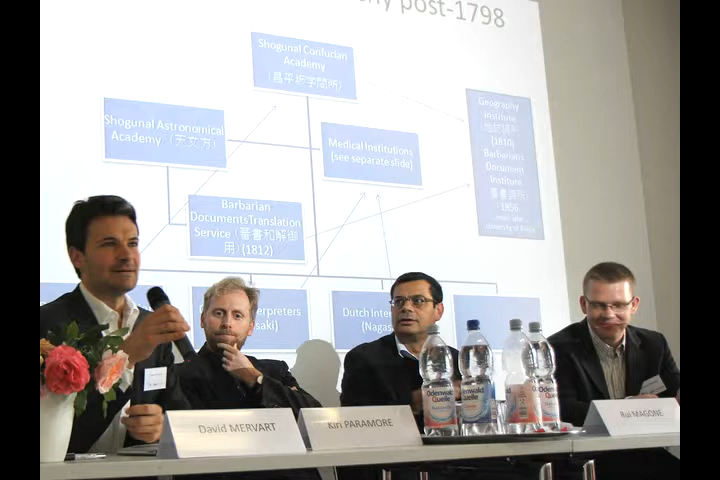 post-1798
Shogunal Confucian
Academy
(昌平坂学問所)
Shogunal Astronomical
Academy (天文方)
Medical Institutions
(see separate slide)
Geography
Institute
(1810)
Barbarians
Document
Institute
1856
Barbarian
DocumentsTranslation
Service (蕃書和解御
用) (1812)
Dutch
Odenwald
Quelle
Quelle
David MERVART
Kiri PARAMORE
Rui MAGONE